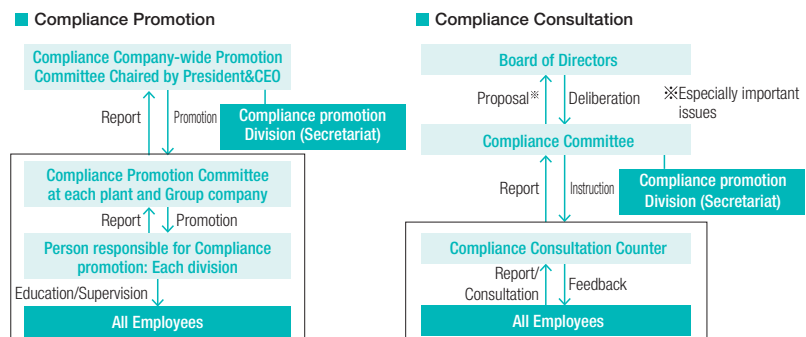 ■ Compliance Promotion
Compliance Company-wide Promotion
Committee Chaired by President&CEO
Report
Promotion
Compliance promotion
Division (Secretariat)
Compliance Promotion Committee
at each plant and Group company
Report
Promotion
Person responsible for Compliance
promotion: Each division
Education/Supervision
All Employees
■ Compliance Consultation
Board of Directors
Proposal※
Deliberation
※Especially important
issues
Compliance Committee
Report
Instruction
Compliance promotion
Division (Secretariat)
Compliance Consultation Counter
Report/
Consultation
Feedback
All Employees